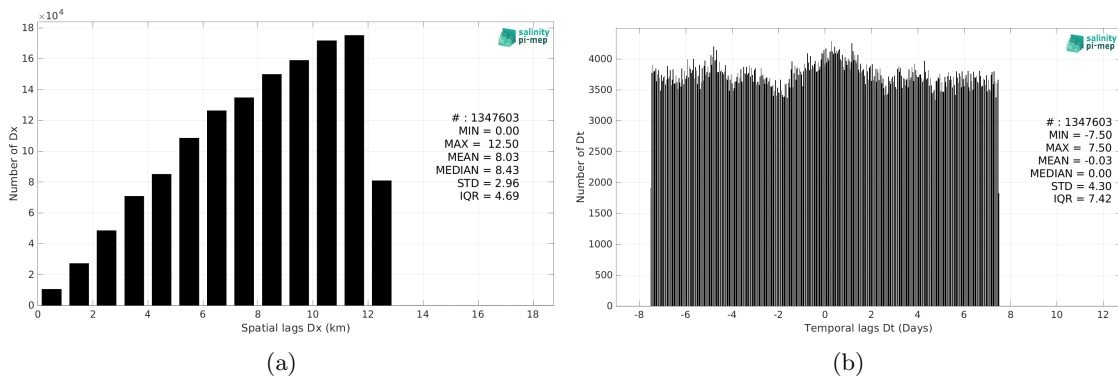 ×10⁴
18
16
14
12
10
8
6
4
2
0
Number of Dx
salinity
pi-mep
# : 1347603
MIN = 0.00
MAX = 12.50
MEAN = 8.03
MEDIAN = 8.43
STD = 2.96
IQR = 4.69
0 2 4 6 8 10 12 14 16 18
Spatial lags Dx (km)
(a)
4000
3500
3000
2500
2000
1500
1000
500
0
Number of Dt
salinity
pi-mep
# : 1347603
MIN = -7.50
MAX = 7.50
MEAN = -0.03
MEDIAN = 0.00
STD = 4.30
IQR = 7.42
-8 -6 -4 -2 0 2 4 6 8 10 12
Temporal lags Dt (Days)
(b)